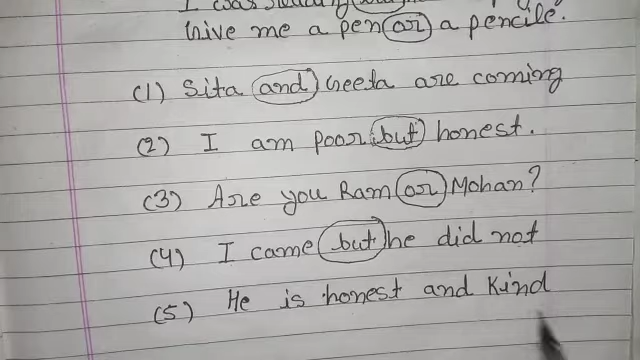 I was
Give me a pen or a pencile.
(1) Sita and Geeta are coming
(2) I am poor but honest.
(3) Are you Ram or Mohan?
(4) I came but he did not
(5) He is honest and Kind